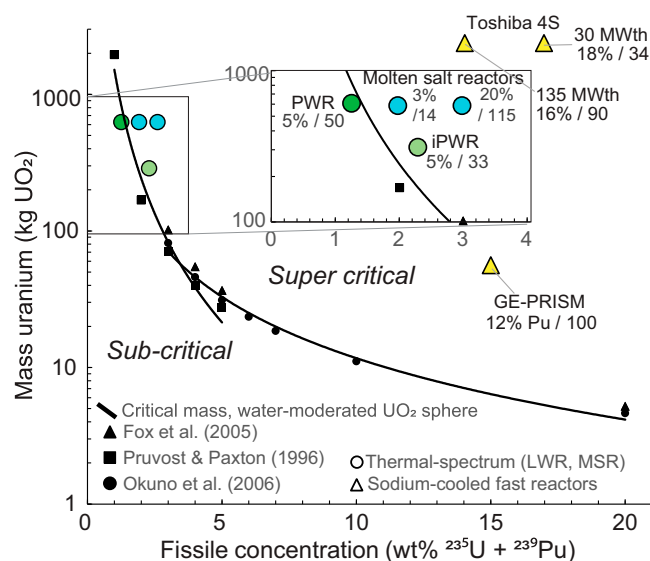 Toshiba 4S
30 MWth
18% / 34
135 MWth
16% / 90
1000
Molten salt reactors
PWR
5% / 50
3%
/14
20%
/115
iPWR
5% / 33
100
0 1 2 3 4
Super critical
GE-PRISM
12% Pu / 100
Sub-critical
Critical mass, water-moderated UO₂ sphere
Fox et al. (2005)
Pruvost & Paxton (1996)
Okuno et al. (2006)
Thermal-spectrum (LWR, MSR)
Sodium-cooled fast reactors
Mass uranium (kg UO₂)
1000
100
10
1
0 5 10 15 20
Fissile concentration (wt% ²³⁵U + ²³⁹Pu)